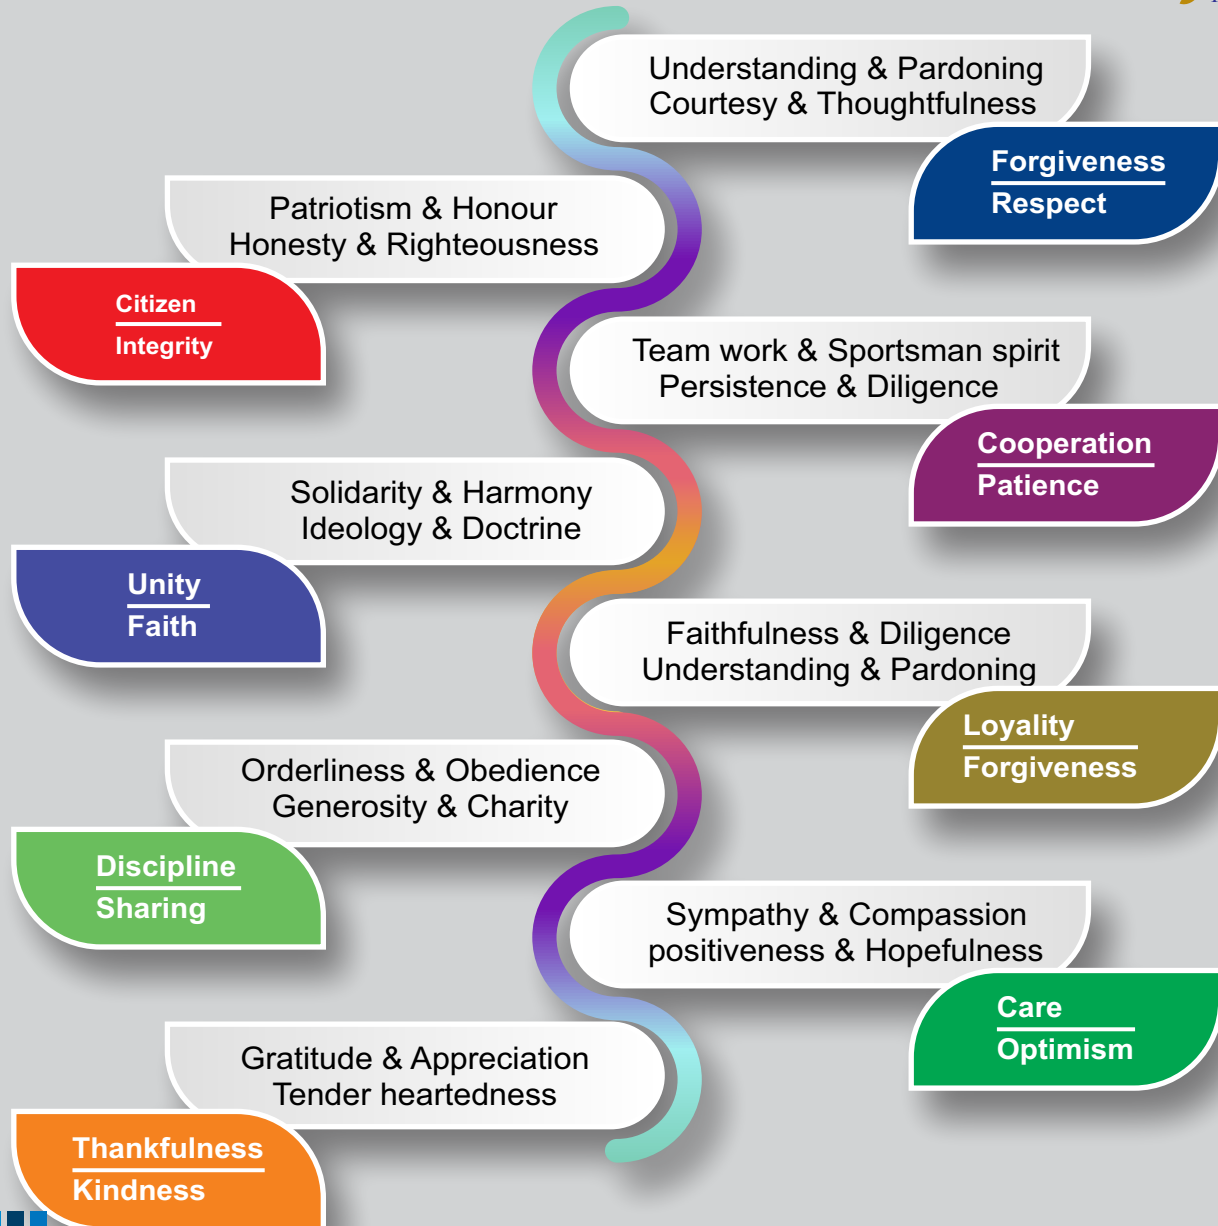 Understanding & Pardoning
Courtesy & Thoughtfulness
Forgiveness
Respect
Patriotism & Honour
Honesty & Righteousness
Citizen
Integrity
Team work & Sportsman spirit
Persistence & Diligence
Cooperation
Patience
Solidarity & Harmony
Ideology & Doctrine
Unity
Faith
Faithfulness & Diligence
Understanding & Pardoning
Loyality
Forgiveness
Orderliness & Obedience
Generosity & Charity
Discipline
Sharing
Sympathy & Compassion
positiveness & Hopefulness
Care
Optimism
Gratitude & Appreciation
Tender heartedness
Thankfulness
Kindness